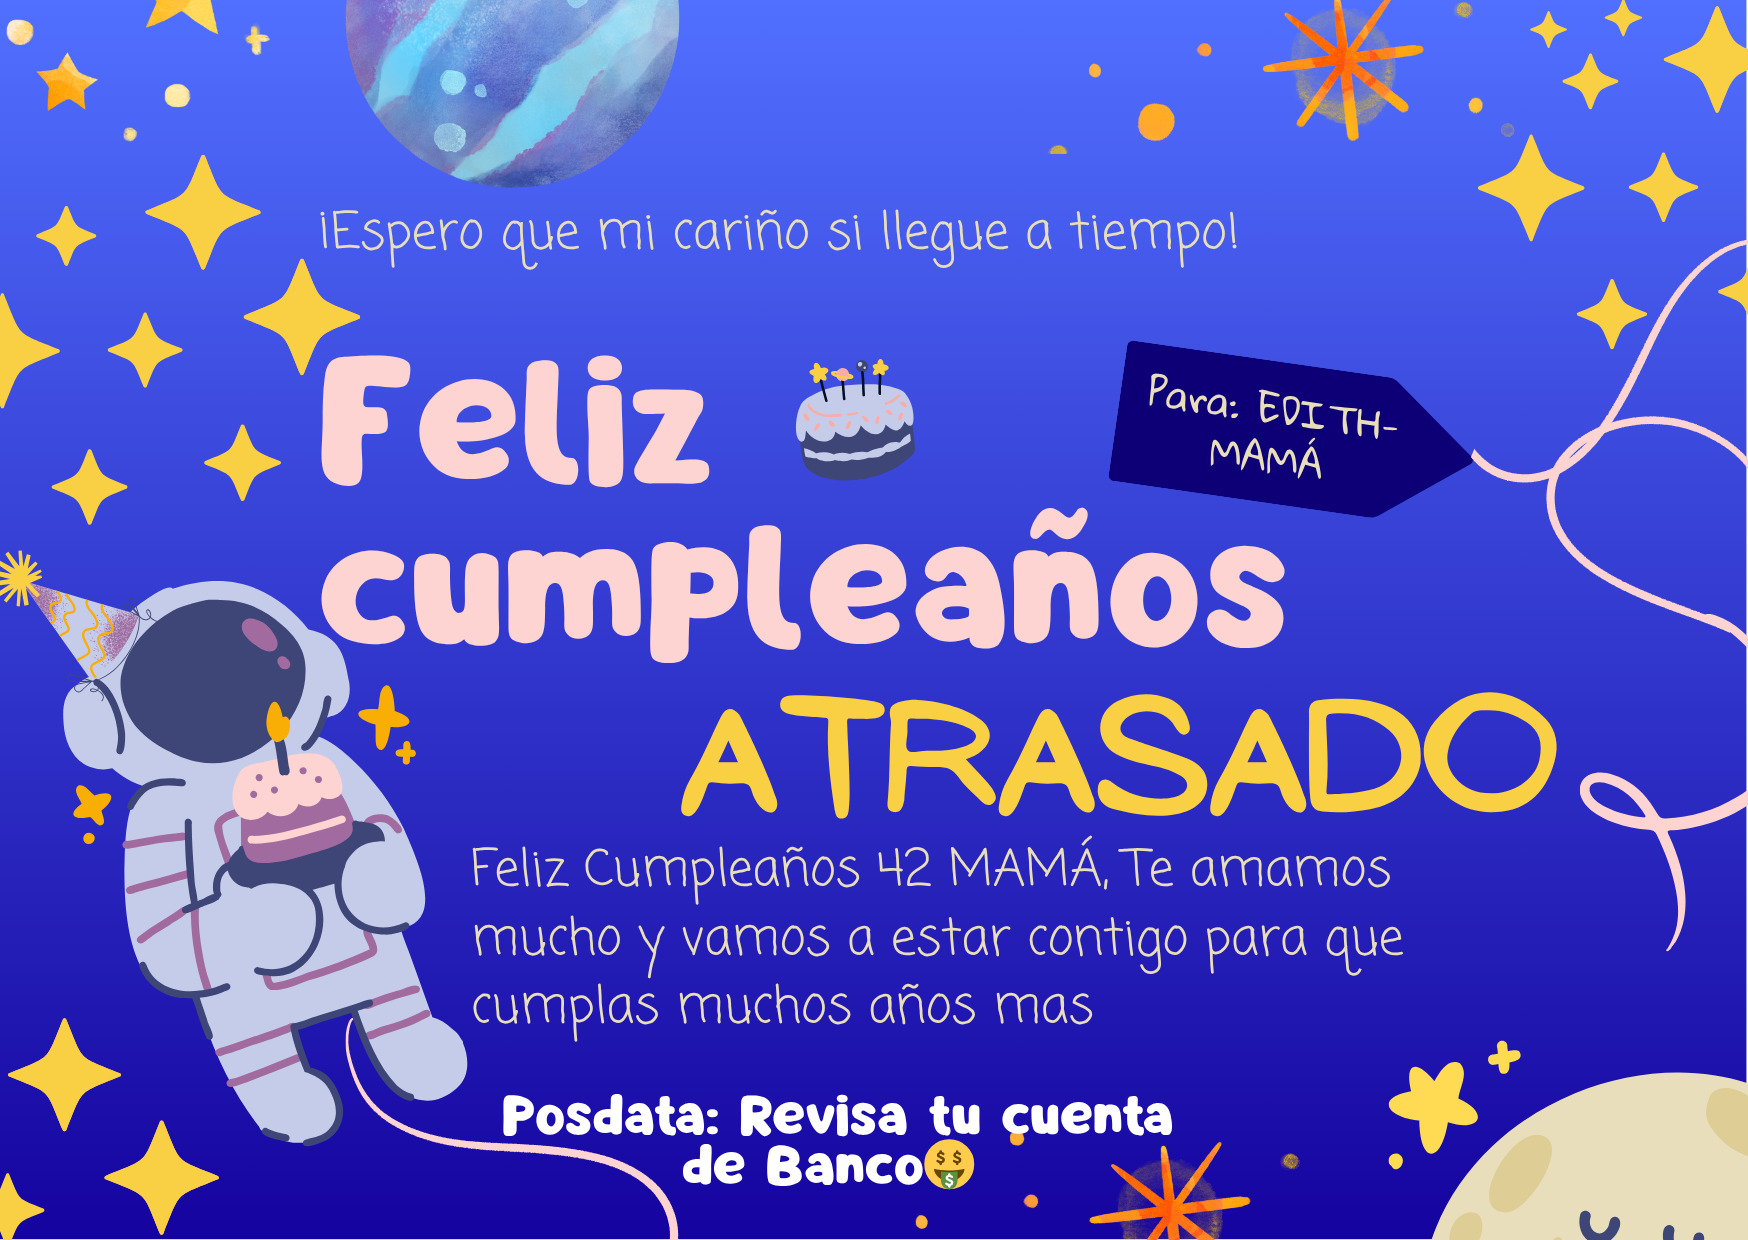 ¡Espero que mi cariño si llegue a tiempo!
Feliz
Para: EDITH-
MAMÁ
cumpleaños
ATRASADO
Feliz Cumpleaños 42 MAMÁ, Te amamos
mucho y vamos a estar contigo para que
cumplas muchos años mas
Posdata: Revisa tu cuenta
de Banco🤑